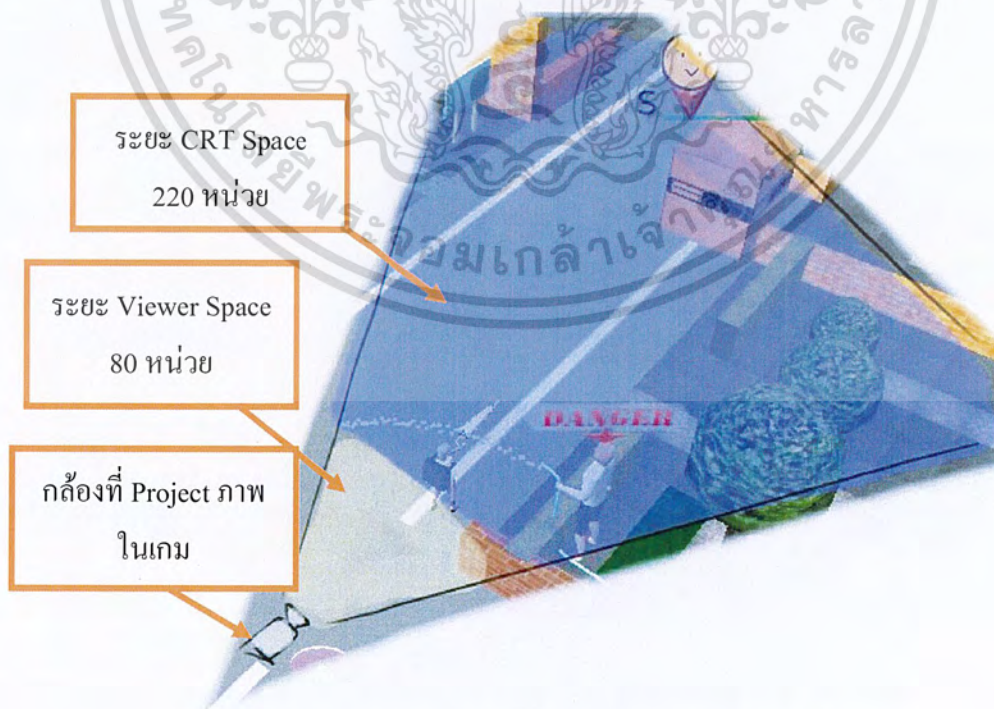 ระยะ CRT Space
220 หน่วย
ระยะ Viewer Space
80 หน่วย
กล้องที่ Project ภาพ
ในเกม
S
DANGER